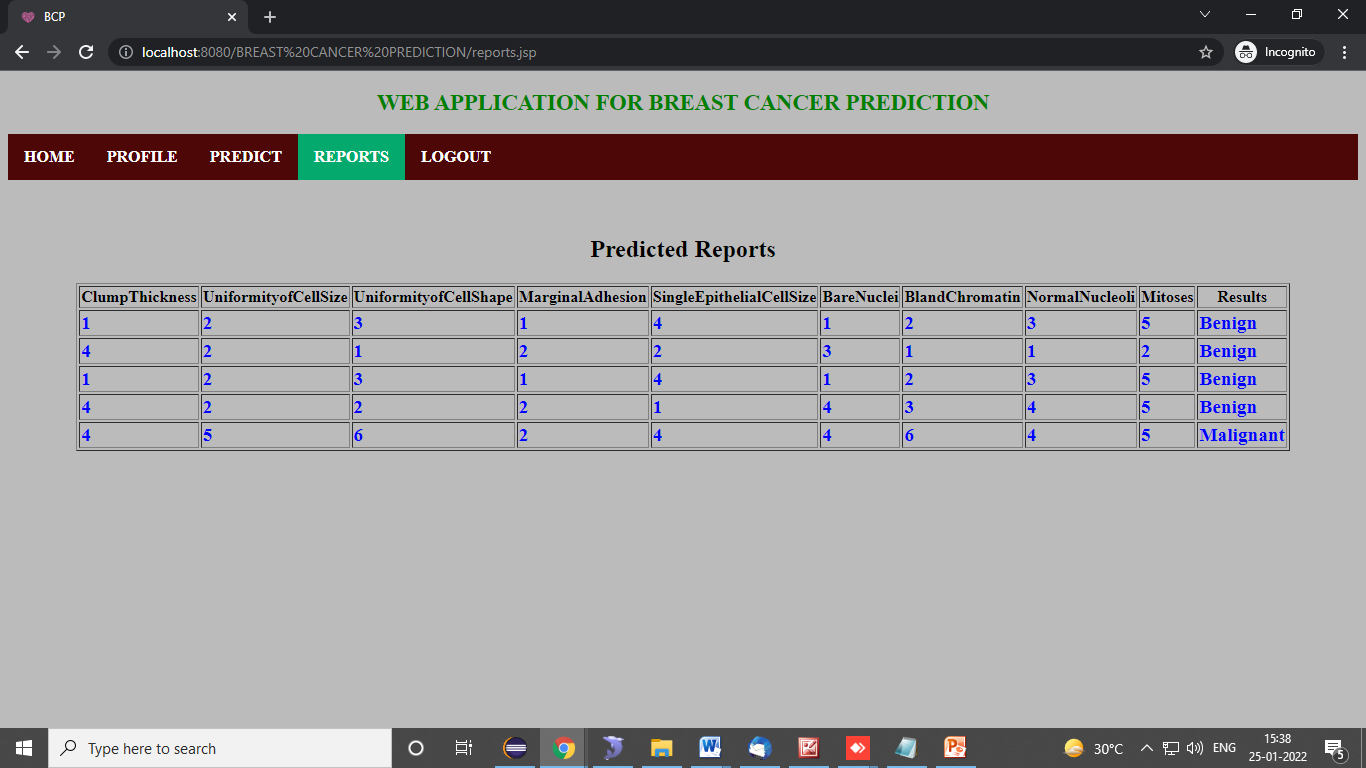 BCP
localhost:8080/BREAST%20CANCER%20PREDICTION/reports.jsp
Incognito
WEB APPLICATION FOR BREAST CANCER PREDICTION
HOME PROFILE PREDICT REPORTS LOGOUT
Predicted Reports
ClumpThickness UniformityofCellSize UniformityofCellShape MarginalAdhesion SingleEpithelialCellSize BareNuclei BlandChromatin NormalNucleoli Mitoses Results
1 2 3 1 4 1 2 3 5 Benign
4 2 1 2 2 3 1 1 2 Benign
1 2 3 1 4 1 2 3 5 Benign
4 2 2 2 1 4 3 4 5 Benign
4 5 6 2 4 4 6 4 5 Malignant
Type here to search
30°C
ENG
15:38
25-01-2022
5